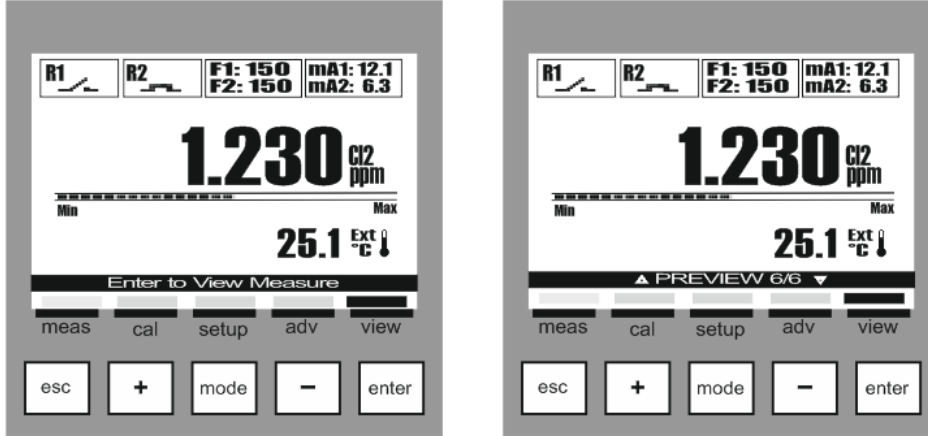 R1 R2 F1: 150 mA1: 12.1
F2: 150 mA2: 6.3
1.230 Cl2
ppm
Min Max
25.1 Ext
°C
Enter to View Measure
meas cal setup adv view
esc + mode – enter
R1 R2 F1: 150 mA1: 12.1
F2: 150 mA2: 6.3
1.230 Cl2
ppm
Min Max
25.1 Ext
°C
▲ PREVIEW 6/6 ▼
meas cal setup adv view
esc + mode – enter